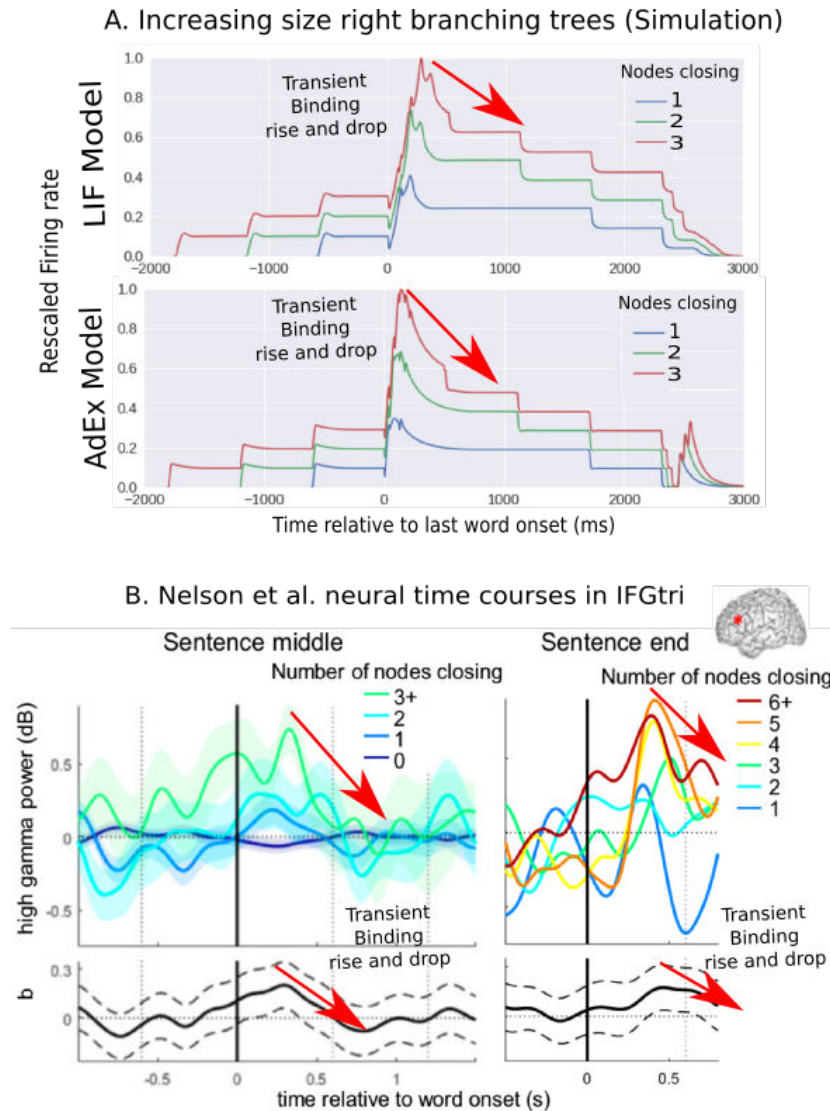 A. Increasing size right branching trees (Simulation)
Rescaled Firing rate
LIF Model
1.0
0.8
0.6
0.4
0.2
0.0
Transient
Binding
rise and drop
Nodes closing
1
2
3
−2000 −1000 0 1000 2000 3000
AdEx Model
1.0
0.8
0.6
0.4
0.2
0.0
Transient
Binding
rise and drop
Nodes closing
1
2
3
−2000 −1000 0 1000 2000 3000
Time relative to last word onset (ms)
B. Nelson et al. neural time courses in IFGtri
*
Sentence middle
Number of nodes closing
3+
2
1
0
high gamma power (dB)
0.5
0
-0.5
Sentence end
Number of nodes closing
6+
5
4
3
2
1
Transient
Binding
rise and drop
Transient
Binding
rise and drop
b
0.3
0
-0.5 0 0.5 1
0 0.5
time relative to word onset (s)